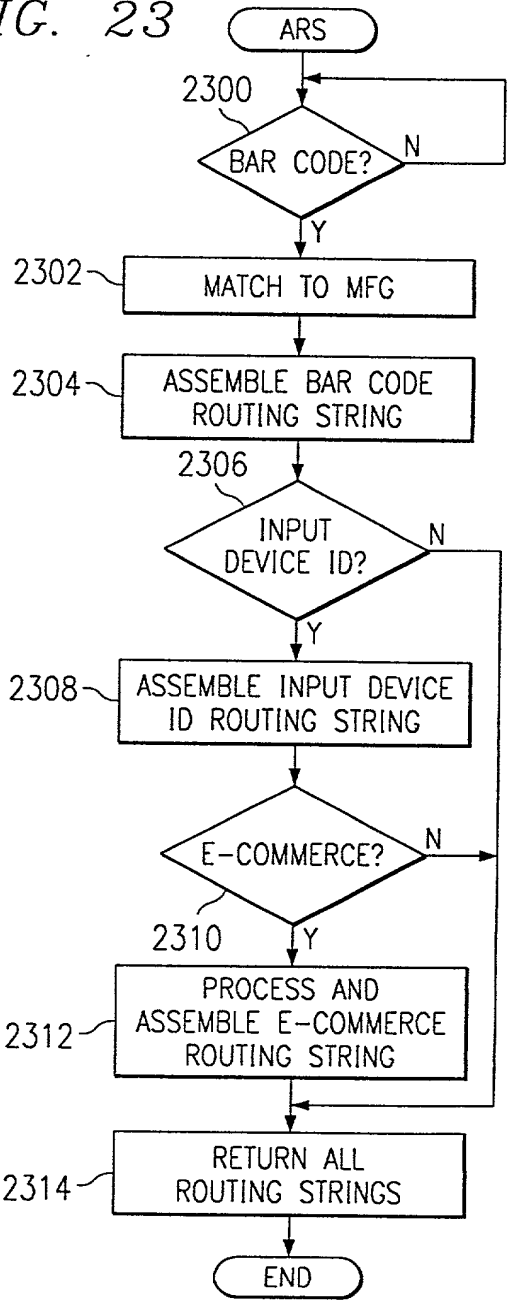 IG. 23
ARS
2300
BAR CODE?
N
Y
2302
MATCH TO MFG
2304
ASSEMBLE BAR CODE
ROUTING STRING
2306
INPUT
DEVICE ID?
N
Y
2308
ASSEMBLE INPUT DEVICE
ID ROUTING STRING
E-COMMERCE?
N
2310
Y
2312
PROCESS AND
ASSEMBLE E-COMMERCE
ROUTING STRING
2314
RETURN ALL
ROUTING STRINGS
END